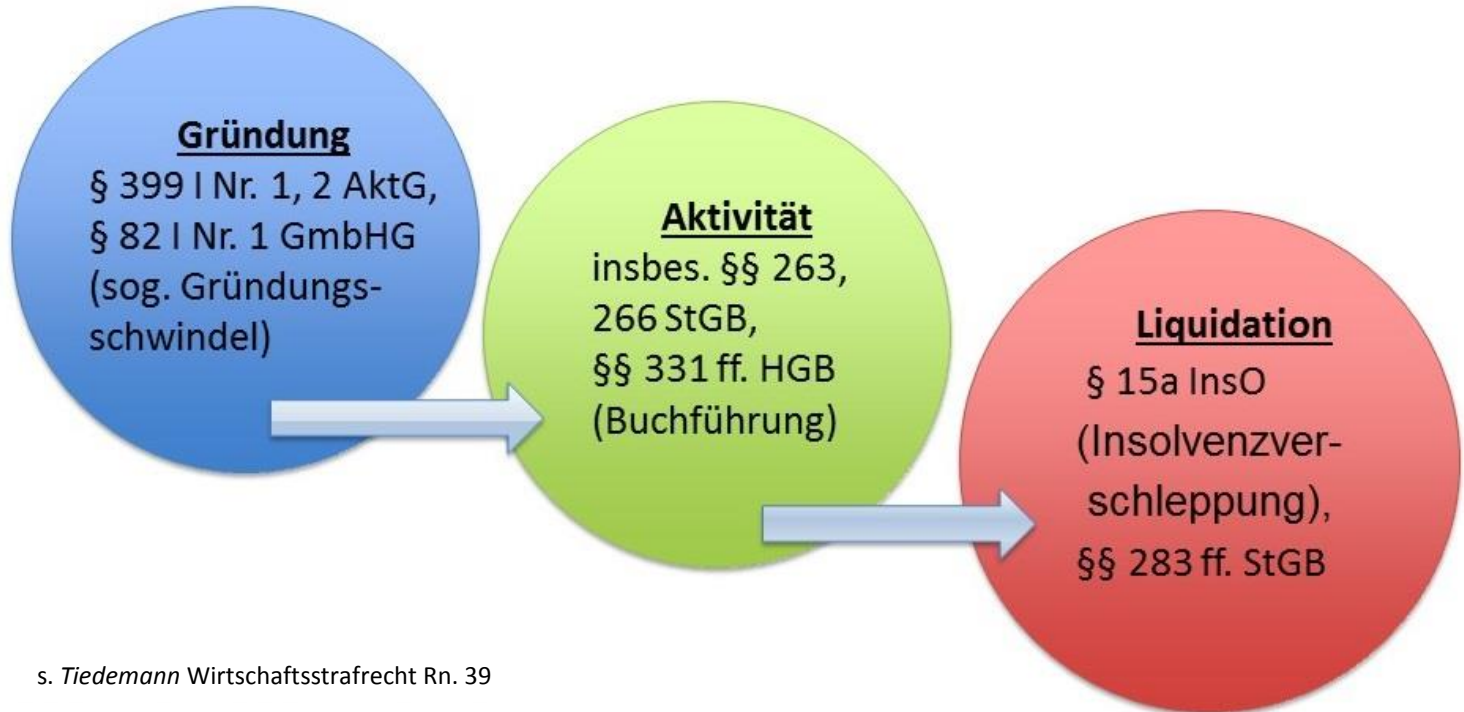 Gründung
§ 399 I Nr. 1, 2 AktG,
§ 82 I Nr. 1 GmbHG
(sog. Gründungs-
schwindel)
Aktivität
insbes. §§ 263,
266 StGB,
§§ 331 ff. HGB
(Buchführung)
Liquidation
§ 15a InsO
(Insolvenzver-
schleppung),
§§ 283 ff. StGB
s. Tiedemann Wirtschaftsstrafrecht Rn. 39